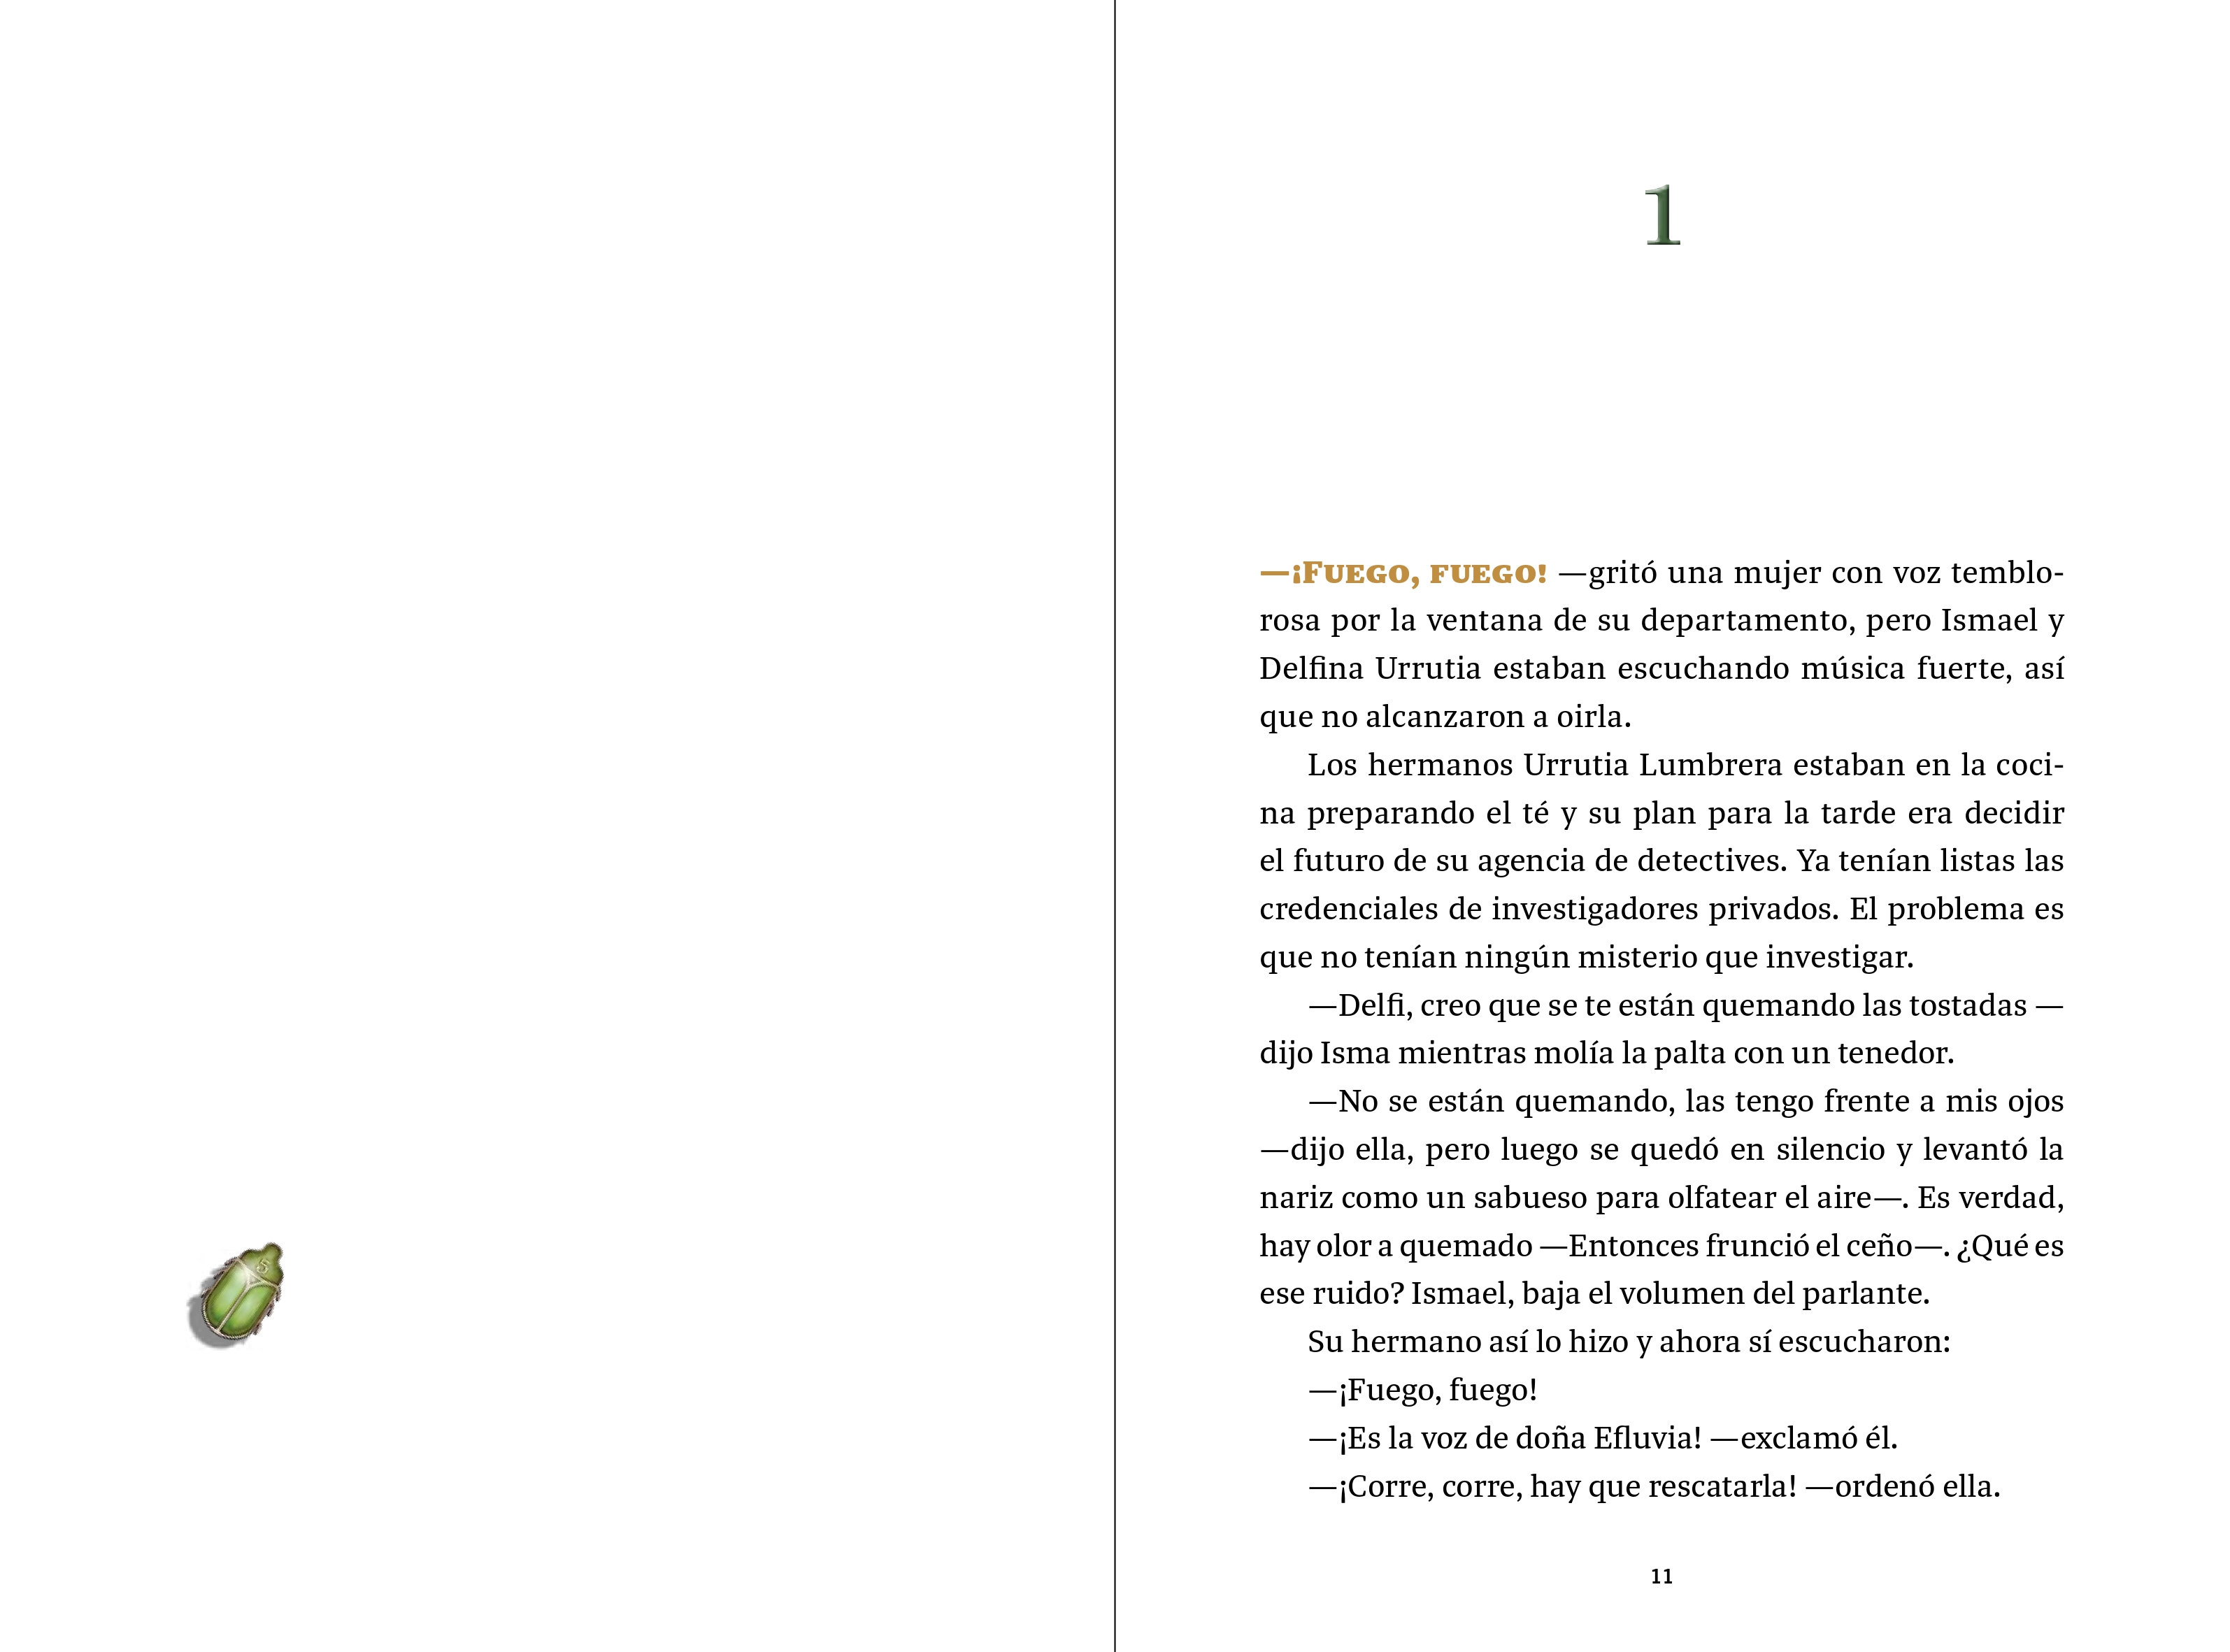 5
1
—¡FUEGO, FUEGO! —gritó una mujer con voz temblo-
rosa por la ventana de su departamento, pero Ismael y
Delfina Urrutia estaban escuchando música fuerte, así
que no alcanzaron a oirla.
Los hermanos Urrutia Lumbrera estaban en la coci-
na preparando el té y su plan para la tarde era decidir
el futuro de su agencia de detectives. Ya tenían listas las
credenciales de investigadores privados. El problema es
que no tenían ningún misterio que investigar.
—Delfi, creo que se te están quemando las tostadas —
dijo Isma mientras molía la palta con un tenedor.
—No se están quemando, las tengo frente a mis ojos
—dijo ella, pero luego se quedó en silencio y levantó la
nariz como un sabueso para olfatear el aire—. Es verdad,
hay olor a quemado —Entonces frunció el ceño—. ¿Qué es
ese ruido? Ismael, baja el volumen del parlante.
Su hermano así lo hizo y ahora sí escucharon:
—¡Fuego, fuego!
—¡Es la voz de doña Efluvia! —exclamó él.
—¡Corre, corre, hay que rescatarla! —ordenó ella.
11